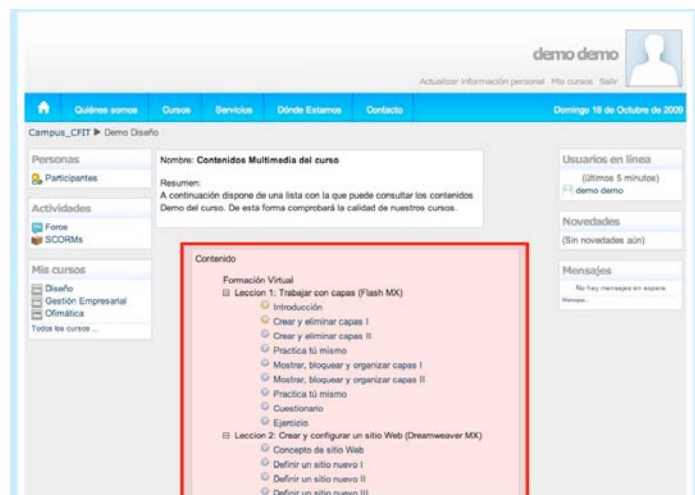 demo demo
Actualizar información personal Mis cursos Salir
Quiénes somos Cursos Servicios Dónde Estamos Contacto Domingo 18 de Octubre de 2009
Campus_CFIT ► Demo Diseño
Personas
Participantes
Actividades
Foros
SCORMs
Mis cursos
Diseño
Gestión Empresarial
Ofimática
Todos los cursos ...
Nombre: Contenidos Multimedia del curso
Resumen:
A continuación dispone de una lista con la que puede consultar los contenidos
Demo del curso. De esta forma comprobará la calidad de nuestros cursos.
Contenido
Formación Virtual
Leccion 1: Trabajar con capas (Flash MX)
Introducción
Crear y eliminar capas I
Crear y eliminar capas II
Practica tú mismo
Mostrar, bloquear y organizar capas I
Mostrar, bloquear y organizar capas II
Practica tú mismo
Cuestionario
Ejercicio
Leccion 2: Crear y configurar un sitio Web (Dreamweaver MX)
Concepto de sitio Web
Definir un sitio nuevo I
Definir un sitio nuevo II
Definir un sitio nuevo III
Usuarios en línea
(últimos 5 minutos)
demo demo
Novedades
(Sin novedades aún)
Mensajes
No hay mensajes en espera
Mensajes...